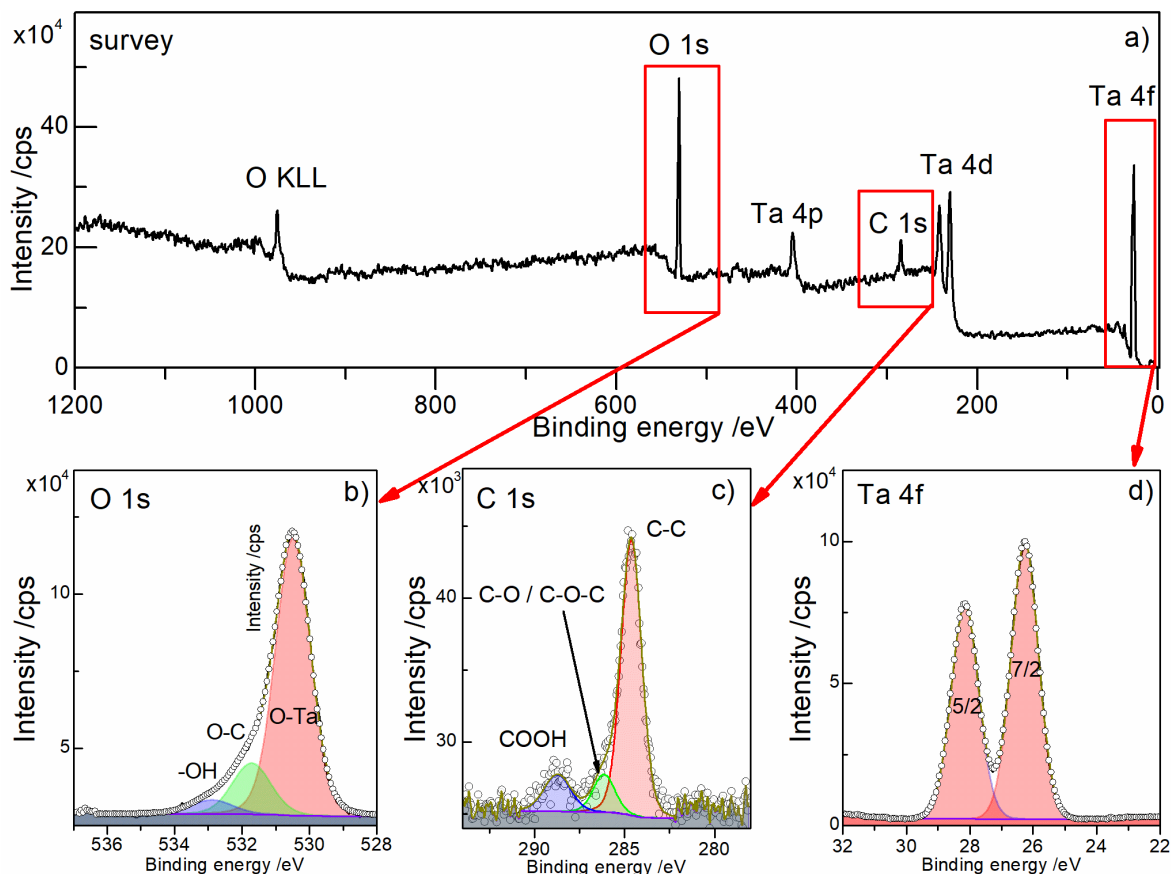 x10⁴
survey
O 1s
a)
Ta 4f
O KLL
Ta 4d
Ta 4p
C 1s
Intensity /cps
40
20
0
1200
1000
800
600
400
200
0
Binding energy /eV
x10⁴
O 1s
b)
Intensity /cps
Intensity /cps
10
5
O-C
O-Ta
-OH
536
534
532
530
528
Binding energy /eV
x10³
C 1s
c)
C-C
C-O / C-O-C
COOH
Intensity /cps
40
30
290
285
280
Binding energy /eV
x10⁴
Ta 4f
d)
Intensity /cps
10
5
0
7/2
5/2
32
30
28
26
24
22
Binding energy /eV